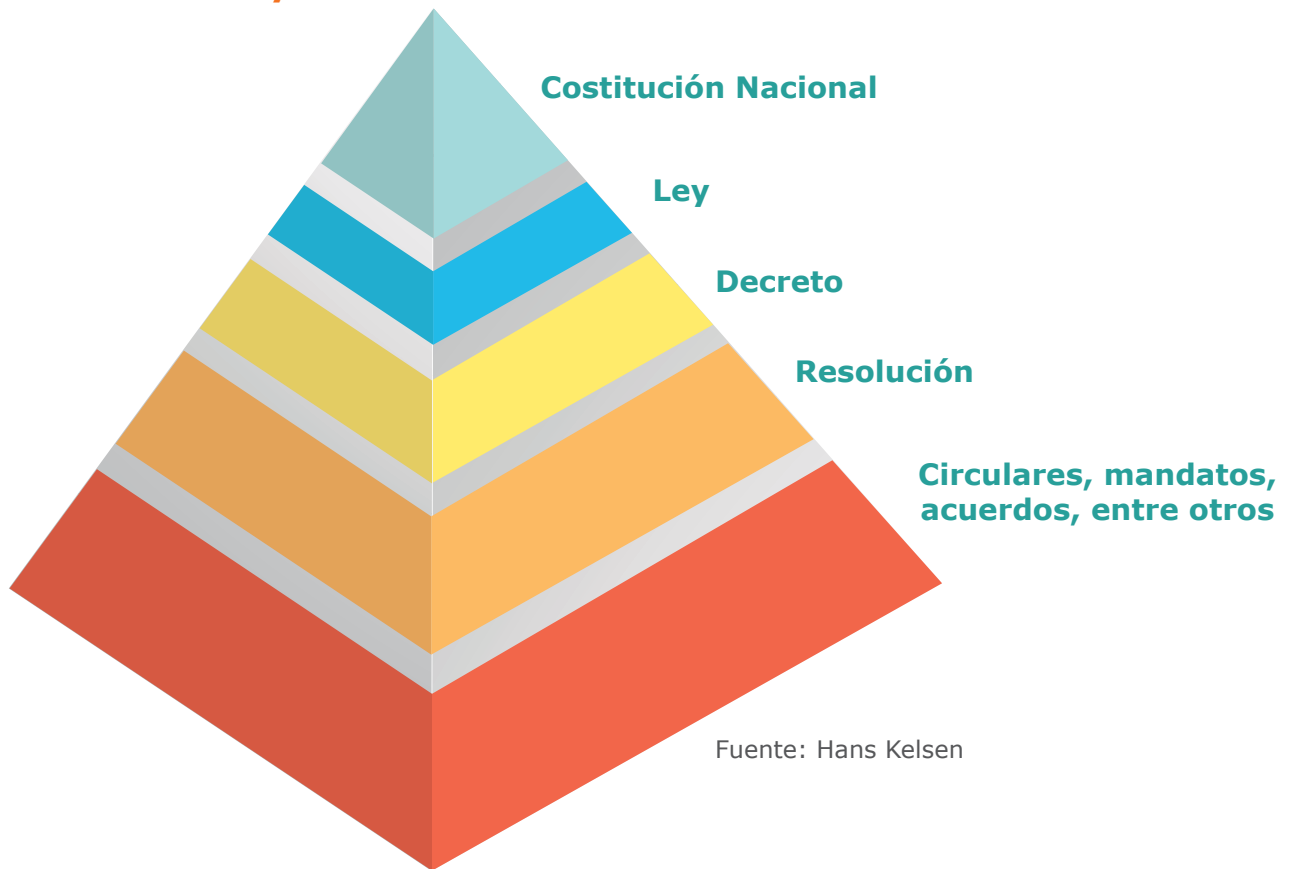 Costitución Nacional
Ley
Decreto
Resolución
Circulares, mandatos,
acuerdos, entre otros
Fuente: Hans Kelsen